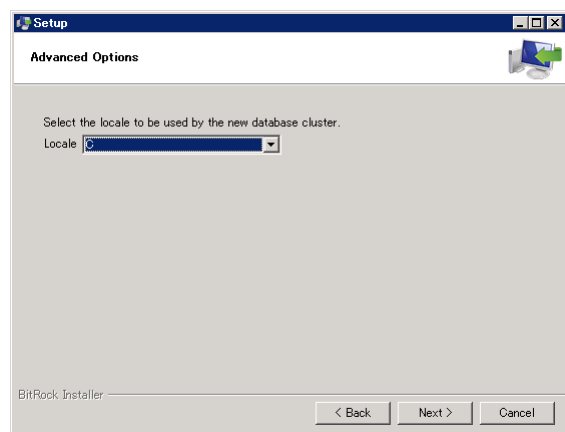 Setup
Advanced Options
Select the locale to be used by the new database cluster.
Locale C
BitRock Installer
< Back Next > Cancel